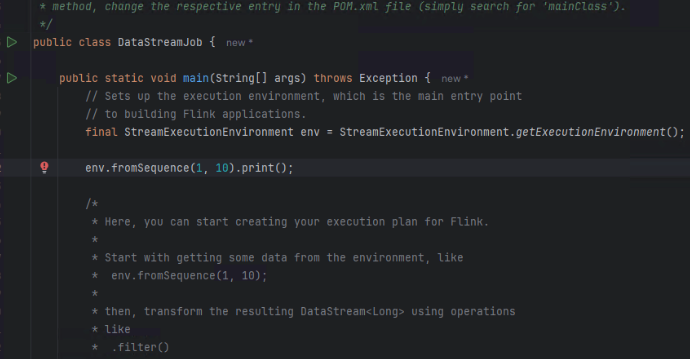 * method, change the respective entry in the POM.xml file (simply search for 'mainClass').
*/
public class DataStreamJob { new *
public static void main(String[] args) throws Exception { new *
// Sets up the execution environment, which is the main entry point
// to building Flink applications.
final StreamExecutionEnvironment env = StreamExecutionEnvironment.getExecutionEnvironment();
env.fromSequence(1, 10).print();
/*
* Here, you can start creating your execution plan for Flink.
*
* Start with getting some data from the environment, like
*  env.fromSequence(1, 10);
*
* then, transform the resulting DataStream<Long> using operations
* like
*  .filter()